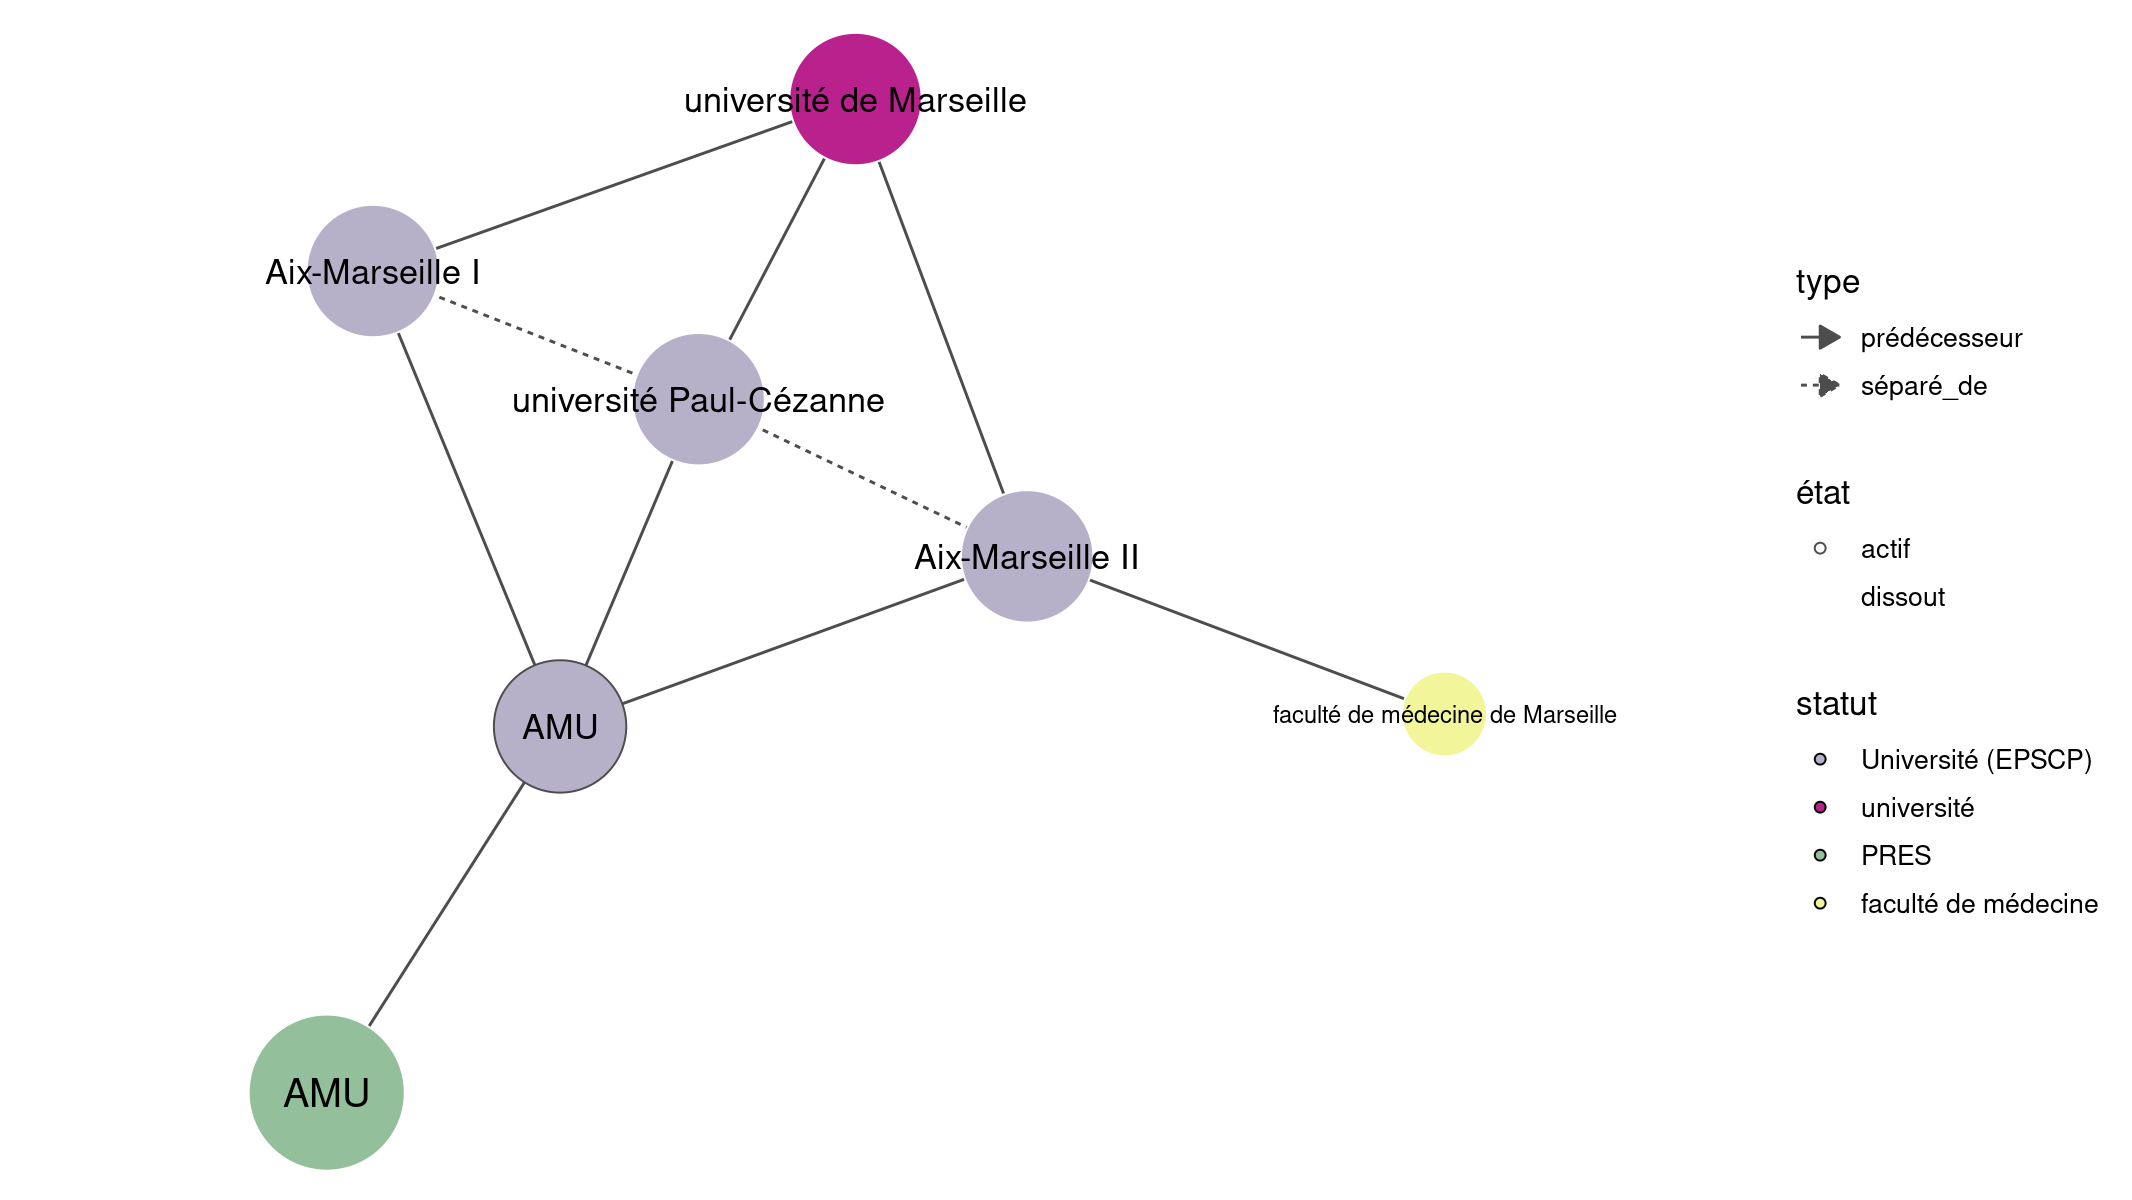 université de Marseille
Aix-Marseille I
université Paul-Cézanne
Aix-Marseille II
faculté de médecine de Marseille
AMU
AMU
type
prédécesseur
séparé_de
état
actif
dissout
statut
Université (EPSCP)
université
PRES
faculté de médecine